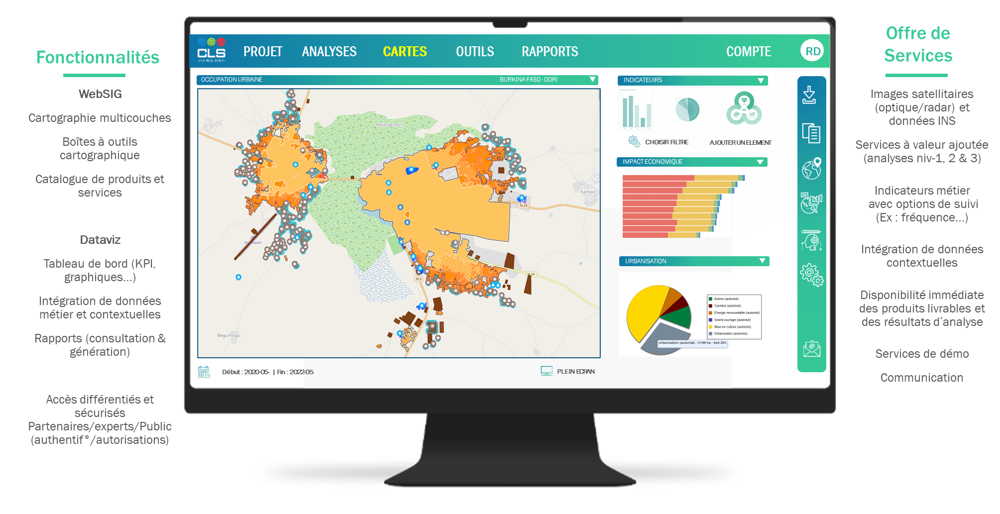 Fonctionnalités
WebSIG
Cartographie multicouches
Boîtes à outils
cartographique
Catalogue de produits et
services
Dataviz
Tableau de bord (KPI,
graphiques...)
Intégration de données
métier et contextuelles
Rapports (consultation &
génération)
Accès différentiés et
sécurisés
Partenaires/experts/Public
(authentif°/autorisations)
CLS
PROJET
ANALYSES
CARTES
OUTILS
RAPPORTS
COMPTE
RD
OCCUPATION URBAINE
BURKINA FASO - DORI
Mare de Dori
Kampiti
N 23
N 24
N 3
Beguintigui
Début : 2020-05- | Fin : 2022-05
PLEIN ECRAN
INDICATEUIRS
CHOISIR FILTRE
AJOUTER UN ELEMENT
IMPACT ECONOMIQUE
URBANISATION
Autres (autorisé)
Carrière (autorisé)
Energie renouvelable (autorisé)
Grand ouvrage (autorisé)
Mise en culture (autorisé)
Urbanisation (autorisé)
Urbanisation (autorisé) : 11199 ha - Soit 30%
Offre de
Services
Images satellitaires
(optique/radar) et
données INS
Services à valeur ajoutée
(analyses niv-1, 2 & 3)
Indicateurs métier
avec options de suivi
(Ex : fréquence...)
Intégration de données
contextuelles
Disponibilité immédiate
des produits livrables et
des résultats d'analyse
Services de démo
Communication